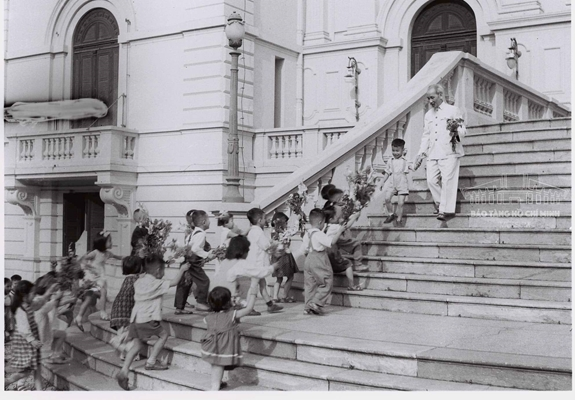 BẢO TÀNG HỒ CHÍ MINH